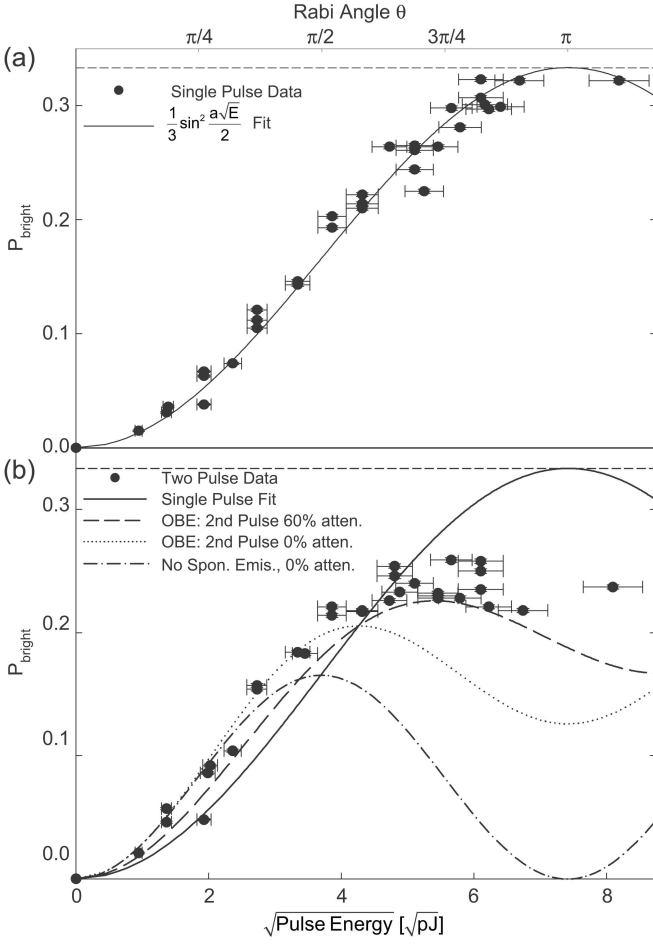 Rabi Angle θ
π/4 π/2 3π/4 π
(a)
Single Pulse Data
1/3 sin² a√E/2 Fit
0.3
0.2
0.1
0.0
P_bright
(b)
Two Pulse Data
Single Pulse Fit
OBE: 2nd Pulse 60% atten.
OBE: 2nd Pulse 0% atten.
No Spon. Emis., 0% atten.
0.3
0.2
0.1
0.0
P_bright
0 2 4 6 8
√Pulse Energy [√pJ]